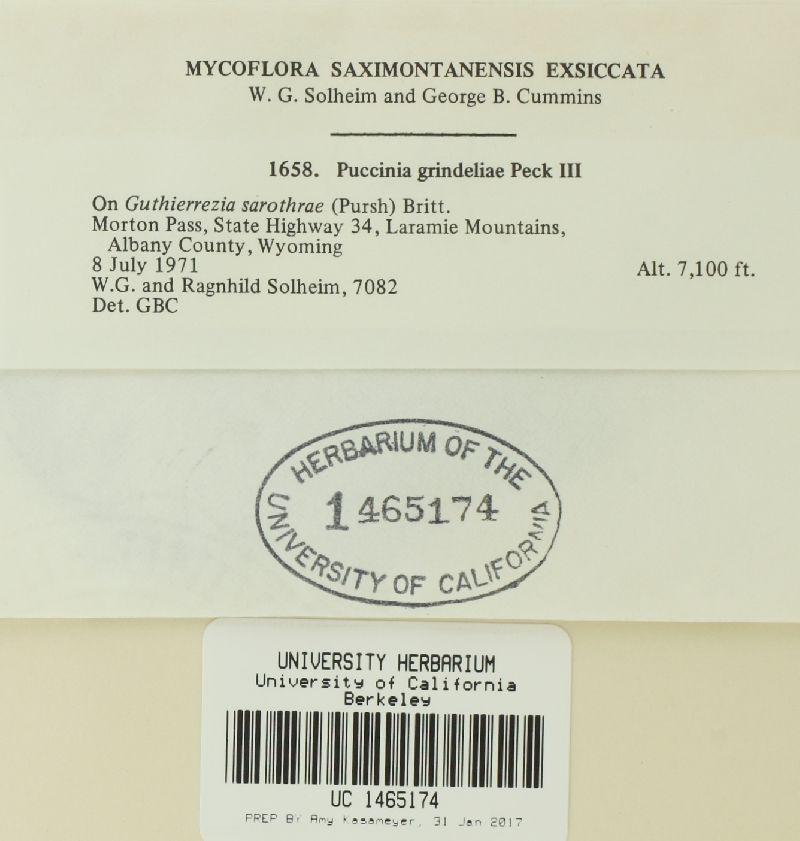 MYCOFLORA SAXIMONTANENSIS EXSICCATA
W. G. Solheim and George B. Cummins
1658. Puccinia grindeliae Peck III
On Guthierrezia sarothrae (Pursh) Britt.
Morton Pass, State Highway 34, Laramie Mountains,
Albany County, Wyoming
8 July 1971
Alt. 7,100 ft.
W.G. and Ragnhild Solheim, 7082
Det. GBC
HERBARIUM OF THE
1465174
UNIVERSITY OF CALIFORNIA
UNIVERSITY HERBARIUM
University of California
Berkeley
UC 1465174
PREP BY Amy Kasameyer, 31 Jan 2017